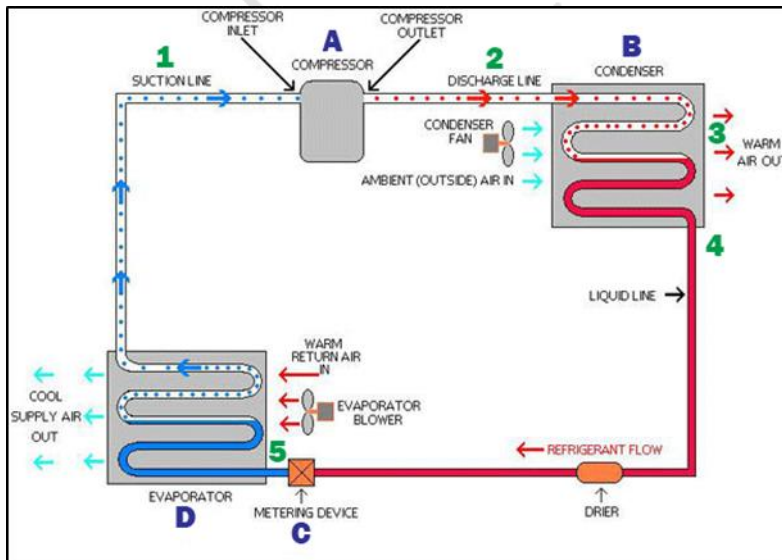 COMPRESSOR
INLET
A
COMPRESSOR
COMPRESSOR
OUTLET
1
SUCTION LINE
2
DISCHARGE LINE
B
CONDENSER
CONDENSER
FAN
3
WARM
AIR OUT
AMBIENT (OUTSIDE) AIR IN
4
LIQUID LINE
WARM
RETURN AIR
IN
COOL
SUPPLY AIR
OUT
EVAPORATOR
BLOWER
5
REFRIGERANT FLOW
EVAPORATOR
D
METERING DEVICE
C
DRIER